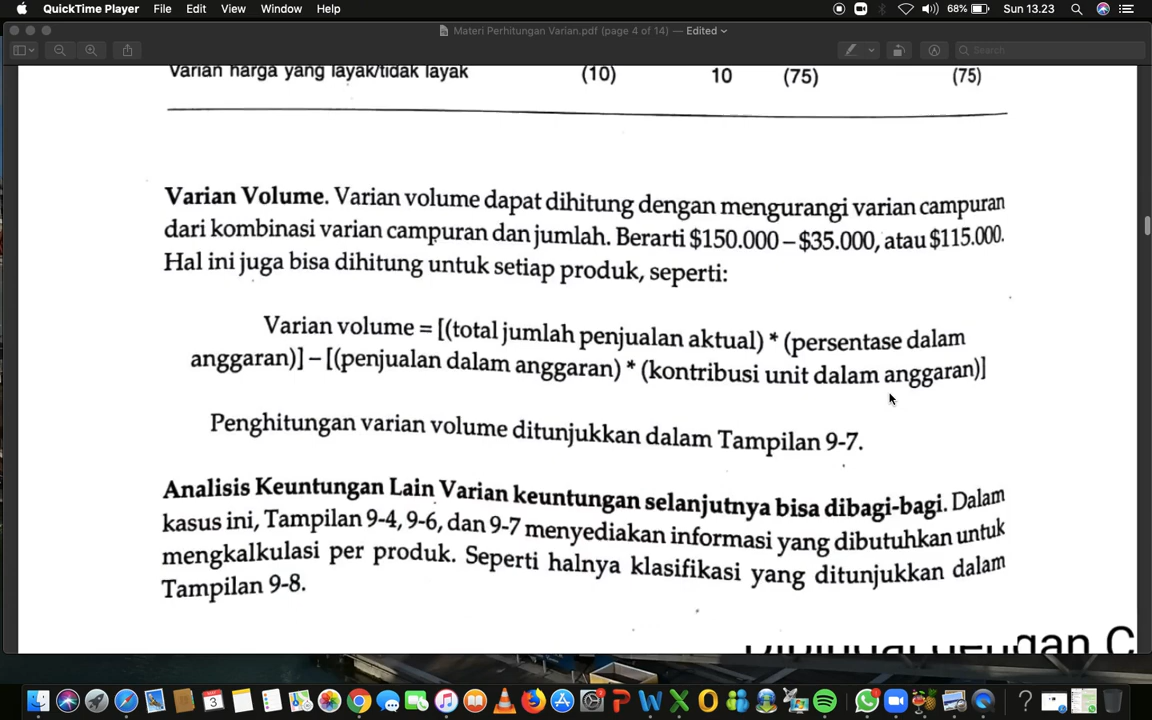 QuickTime Player File Edit View Window Help 68% Sun 13.23
Materi Perhitungan Varian.pdf (page 4 of 14) — Edited
Search
Varian harga yang layak/tidak layak (10) 10 (75) (75)
Varian Volume. Varian volume dapat dihitung dengan mengurangi varian campuran
dari kombinasi varian campuran dan jumlah. Berarti $150.000 – $35.000, atau $115.000.
Hal ini juga bisa dihitung untuk setiap produk, seperti:
Varian volume = [(total jumlah penjualan aktual) * (persentase dalam
anggaran)] – [(penjualan dalam anggaran) * (kontribusi unit dalam anggaran)]
Penghitungan varian volume ditunjukkan dalam Tampilan 9-7.
Analisis Keuntungan Lain Varian keuntungan selanjutnya bisa dibagi-bagi. Dalam
kasus ini, Tampilan 9-4, 9-6, dan 9-7 menyediakan informasi yang dibutuhkan untuk
mengkalkulasi per produk. Seperti halnya klasifikasi yang ditunjukkan dalam
Tampilan 9-8.